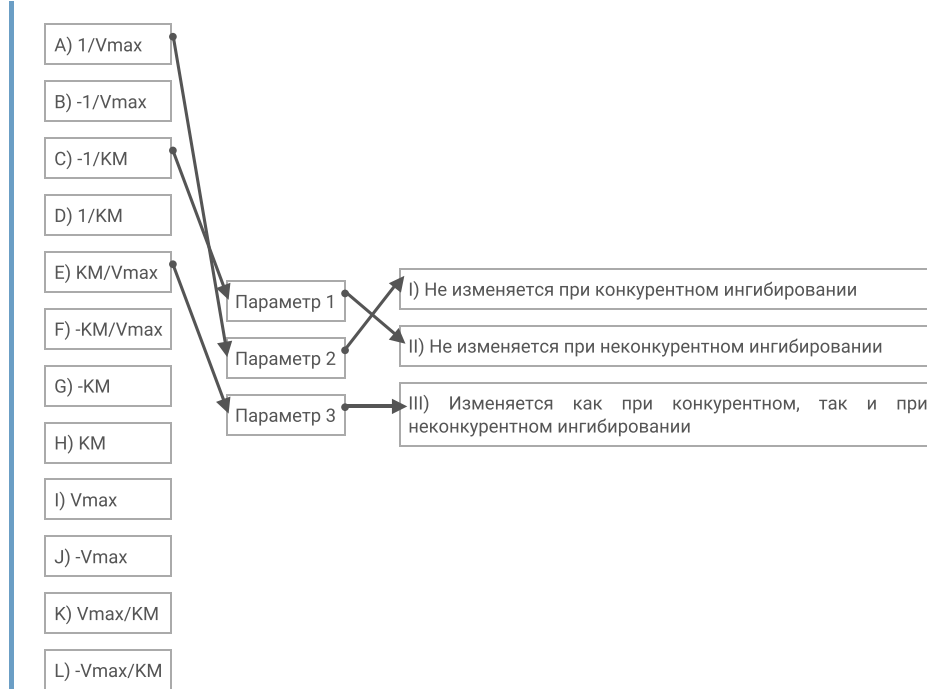 A) 1/Vmax
B) -1/Vmax
C) -1/KM
D) 1/KM
E) KM/Vmax
F) -KM/Vmax
G) -KM
H) KM
I) Vmax
J) -Vmax
K) Vmax/KM
L) -Vmax/KM
Параметр 1
Параметр 2
Параметр 3
I) Не изменяется при конкурентном ингибировании
II) Не изменяется при неконкурентном ингибировании
III) Изменяется как при конкурентном, так и при
неконкурентном ингибировании